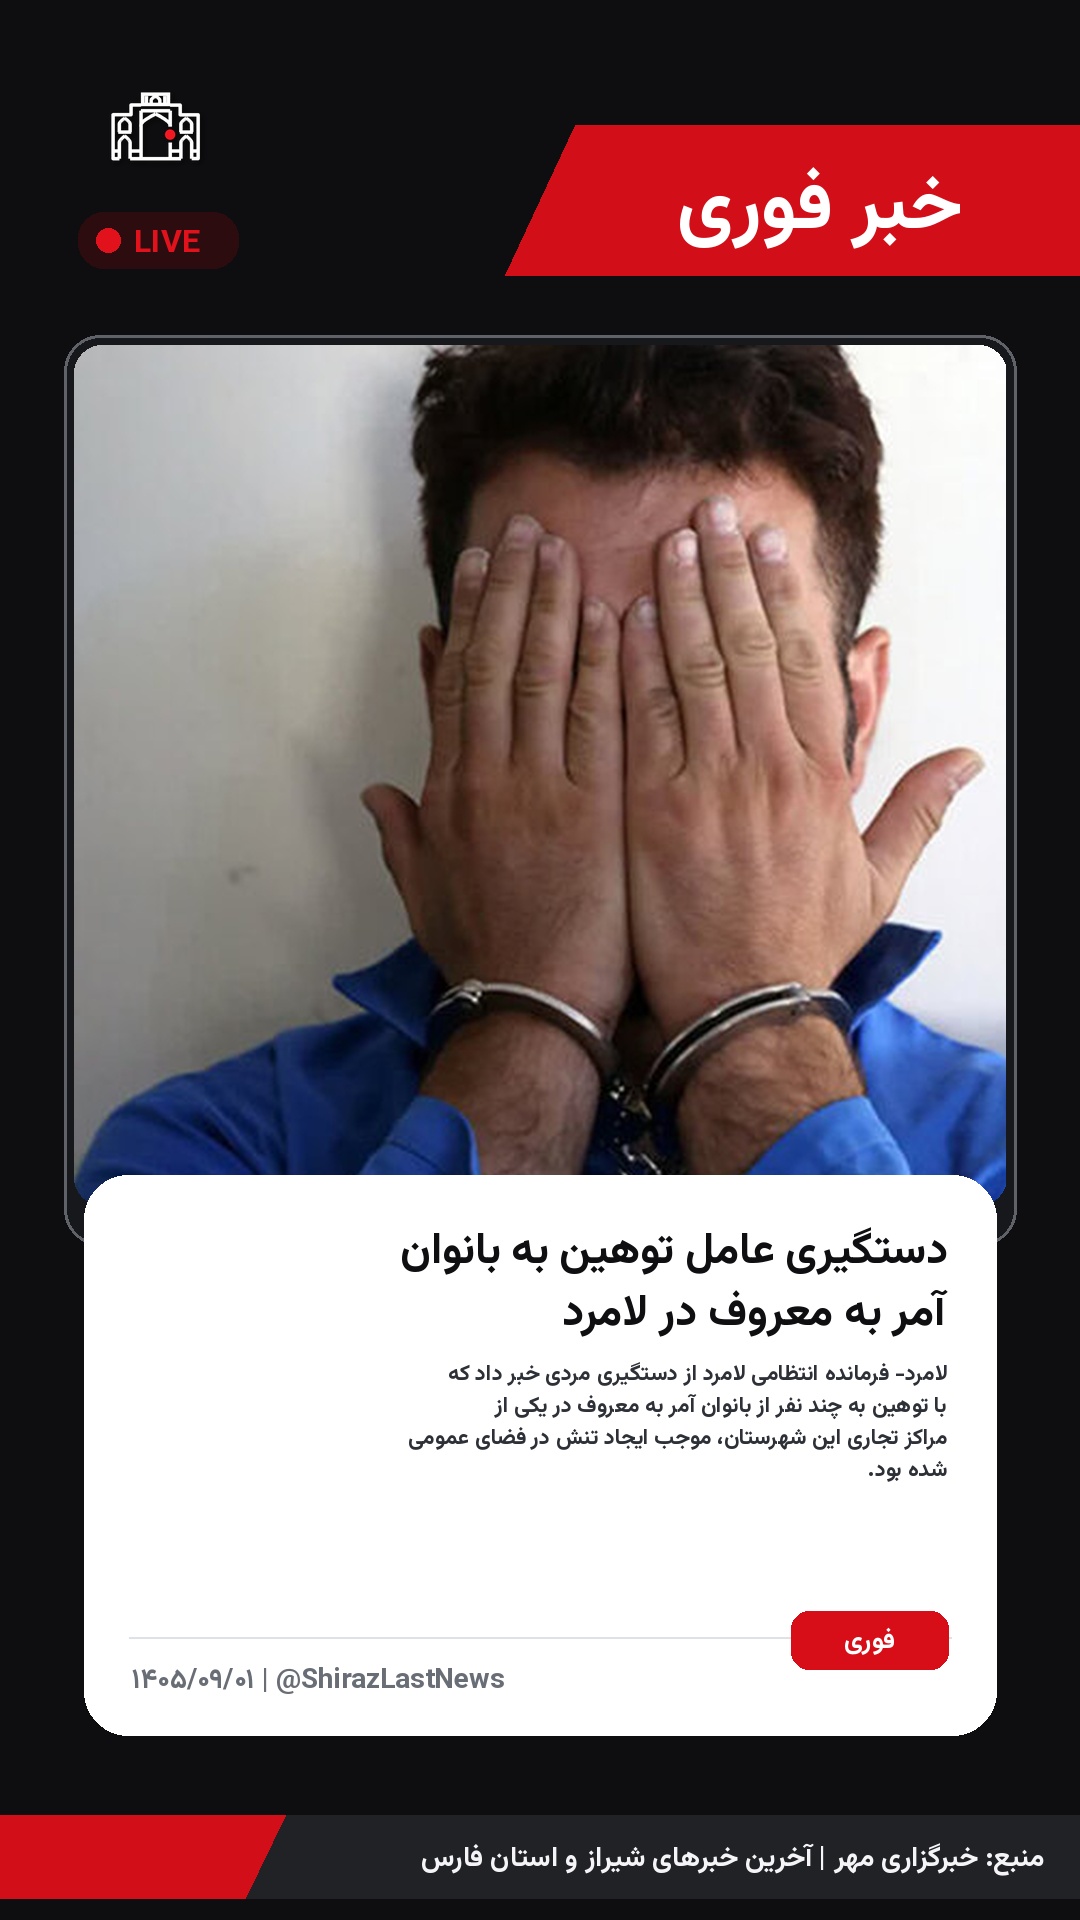 خبر فوری
LIVE
دستگیری عامل توهین به بانوان
آمر به معروف در لامرد
لامرد- فرمانده انتظامی لامرد از دستگیری مردی خبر داد که
با توهین به چند نفر از بانوان آمر به معروف در یکی از
مراکز تجاری این شهرستان، موجب ایجاد تنش در فضای عمومی
شده بود.
فوری
۱۴۰۵/۰۹/۰۱ | @ShirazLastNews
منبع: خبرگزاری مهر | آخرین خبرهای شیراز و استان فارس